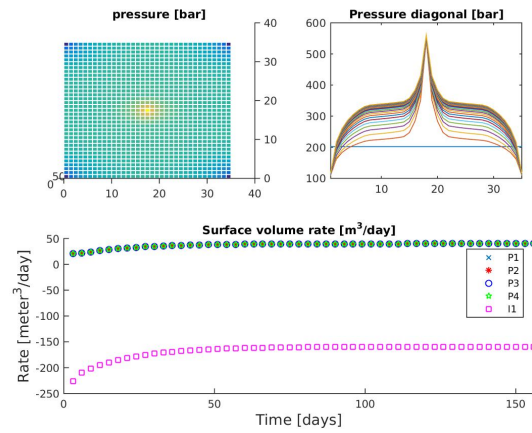 pressure [bar]
40
30
20
10
0
50
0
0 10 20 30 40
Pressure diagonal [bar]
600
500
400
300
200
100
10 20 30
Surface volume rate [m³/day]
50
0
-50
-100
-150
-200
-250
Rate [meter³/day]
P1
P2
P3
P4
I1
0 50 100 150
Time [days]